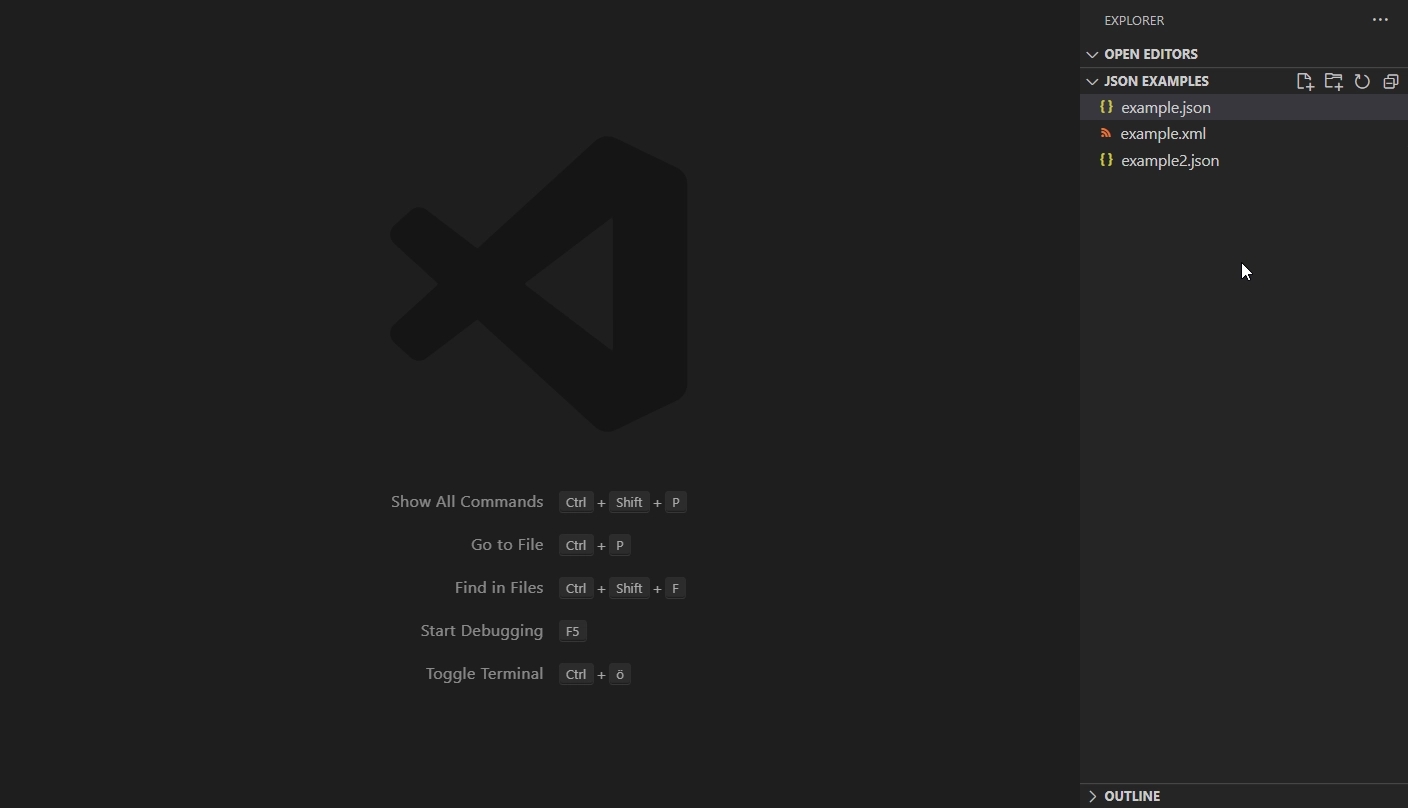 EXPLORER
OPEN EDITORS
JSON EXAMPLES
example.json
example.xml
example2.json
Show All Commands Ctrl + Shift + P
Go to File Ctrl + P
Find in Files Ctrl + Shift + F
Start Debugging F5
Toggle Terminal Ctrl + ö
OUTLINE